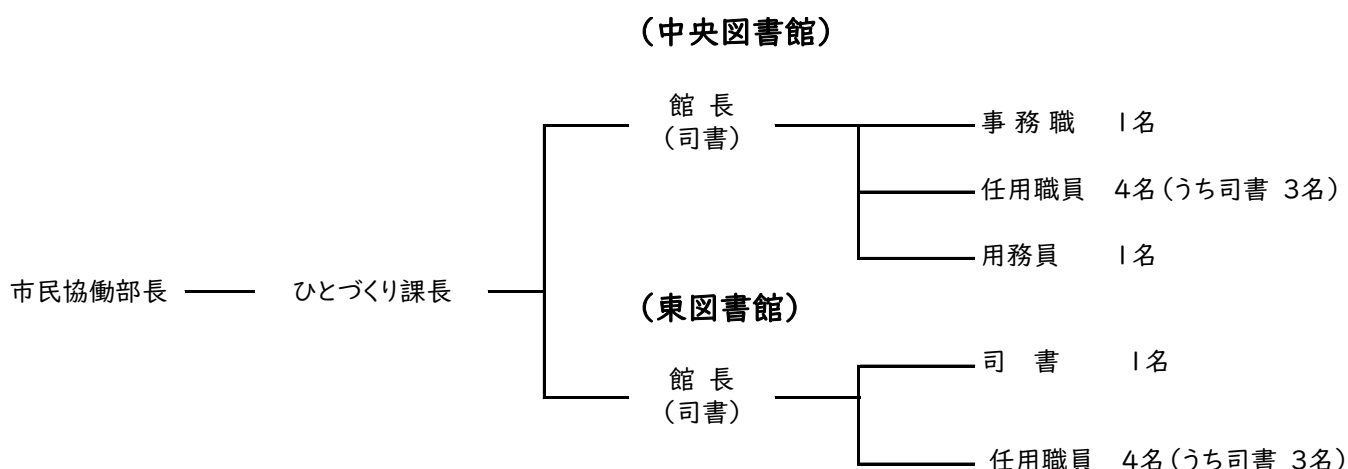 （中央図書館）
館 長
（司書）
事 務 職　1名
任用職員　4名（うち司書 3名）
用務員　1名
市民協働部長
ひとづくり課長
（東図書館）
館 長
（司書）
司　書　1名
任用職員　4名（うち司書 3名）